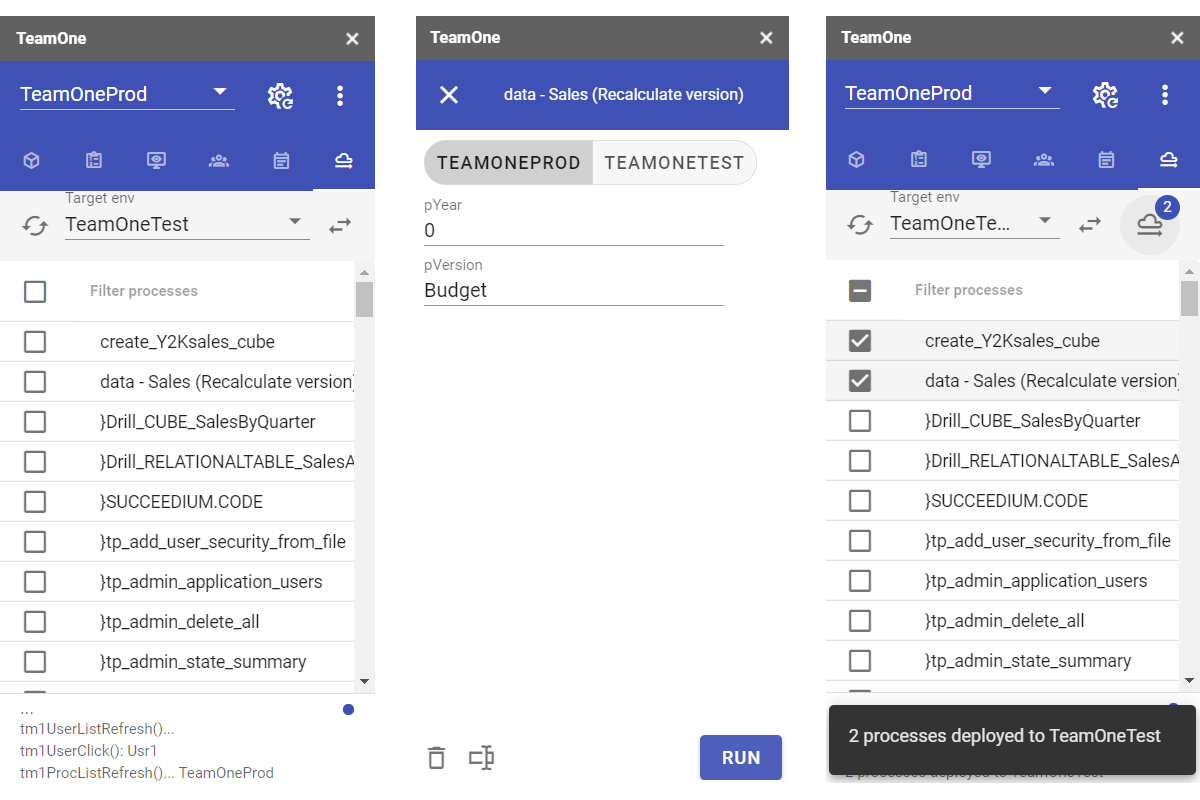 TeamOne
TeamOneProd
Target env
TeamOneTest
Filter processes
create_Y2Ksales_cube
data - Sales (Recalculate version)
}Drill_CUBE_SalesByQuarter
}Drill_RELATIONALTABLE_SalesA
}SUCCEEDIUM.CODE
}tp_add_user_security_from_file
}tp_admin_application_users
}tp_admin_delete_all
}tp_admin_state_summary
...
tm1UserListRefresh()...
tm1UserClick(): Usr1
tm1ProcListRefresh()... TeamOneProd
TeamOne
data - Sales (Recalculate version)
TEAMONEPROD TEAMONETEST
pYear
0
pVersion
Budget
RUN
TeamOne
TeamOneProd
Target env
TeamOneTe...
2
Filter processes
create_Y2Ksales_cube
data - Sales (Recalculate version)
}Drill_CUBE_SalesByQuarter
}Drill_RELATIONALTABLE_SalesA
}SUCCEEDIUM.CODE
}tp_add_user_security_from_file
}tp_admin_application_users
}tp_admin_delete_all
}tp_admin_state_summary
2 processes deployed to TeamOneTest
2 processes deployed to TeamOneTest